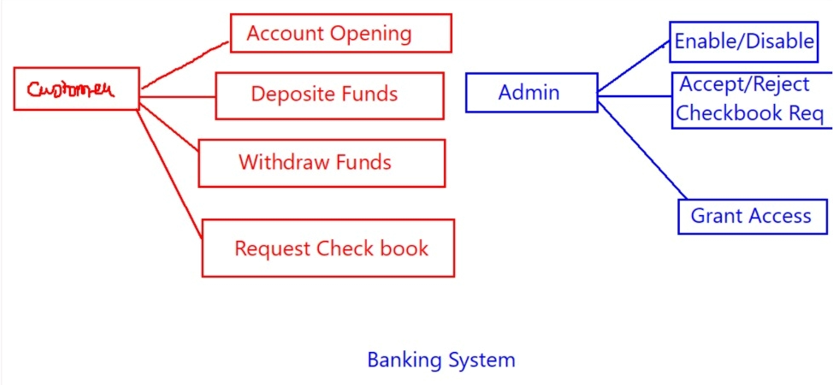 Customer
Account Opening
Deposite Funds
Withdraw Funds
Request Check book
Admin
Enable/Disable
Accept/Reject
Checkbook Req
Grant Access
Banking System